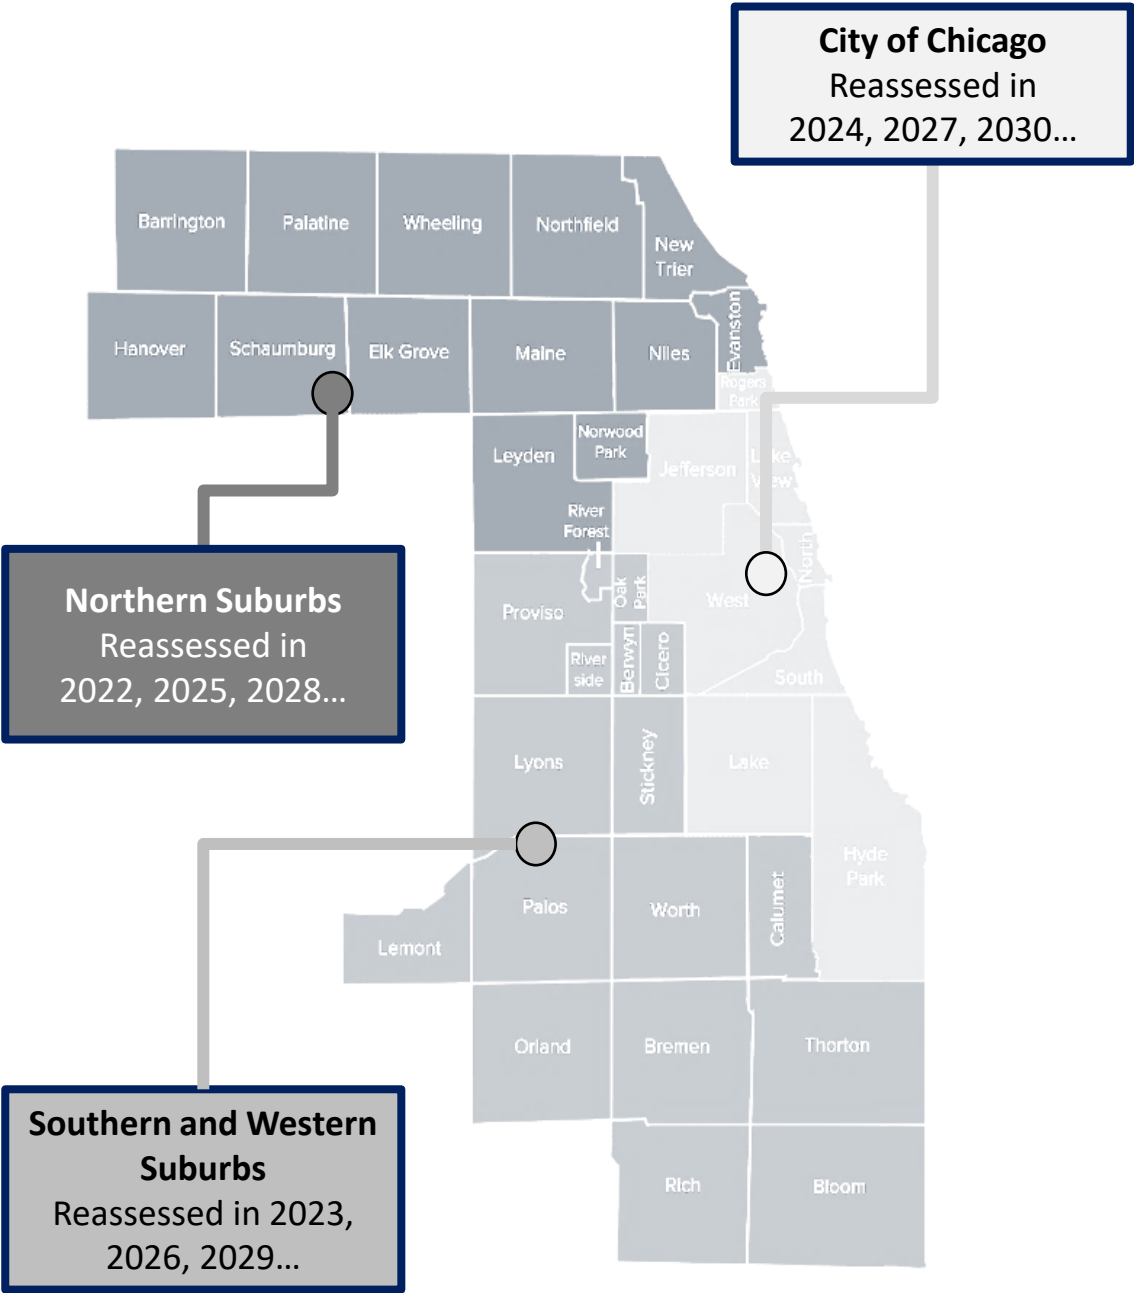 City of Chicago
Reassessed in
2024, 2027, 2030…
Barrington
Palatine
Wheeling
Northfield
New
Trier
Hanover
Schaumburg
Elk Grove
Maine
Niles
Evanston
Rogers
Park
Leyden
Norwood
Park
Jefferson
Lake
View
River
Forest
North
Northern Suburbs
Reassessed in
2022, 2025, 2028…
Proviso
Oak
Park
West
River
side
Berwyn
Cicero
South
Lyons
Stickney
Lake
Hyde
Park
Palos
Worth
Calumet
Lemont
Orland
Bremen
Thorton
Southern and Western
Suburbs
Reassessed in 2023,
2026, 2029…
Rich
Bloom